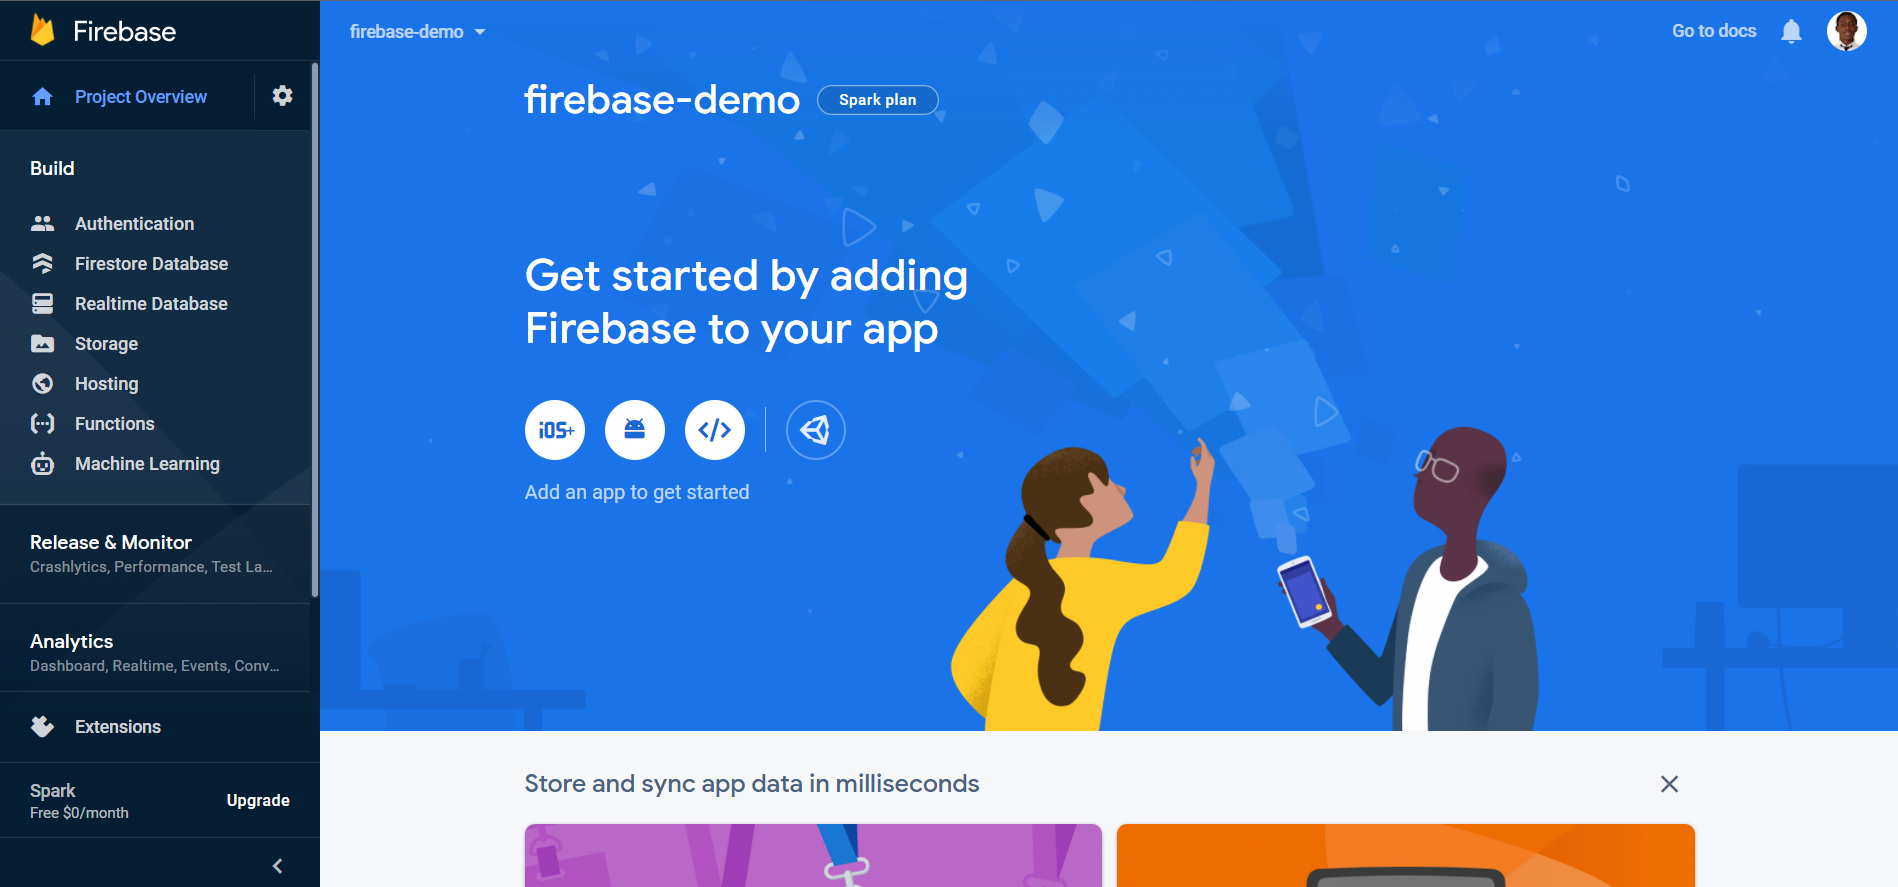 Firebase
Project Overview
Build
Authentication
Firestore Database
Realtime Database
Storage
Hosting
Functions
Machine Learning
Release & Monitor
Crashlytics, Performance, Test La...
Analytics
Dashboard, Realtime, Events, Conv...
Extensions
Spark
Free $0/month
Upgrade
firebase-demo
Go to docs
firebase-demo
Spark plan
Get started by adding
Firebase to your app
iOS+
</>
Add an app to get started
Store and sync app data in milliseconds